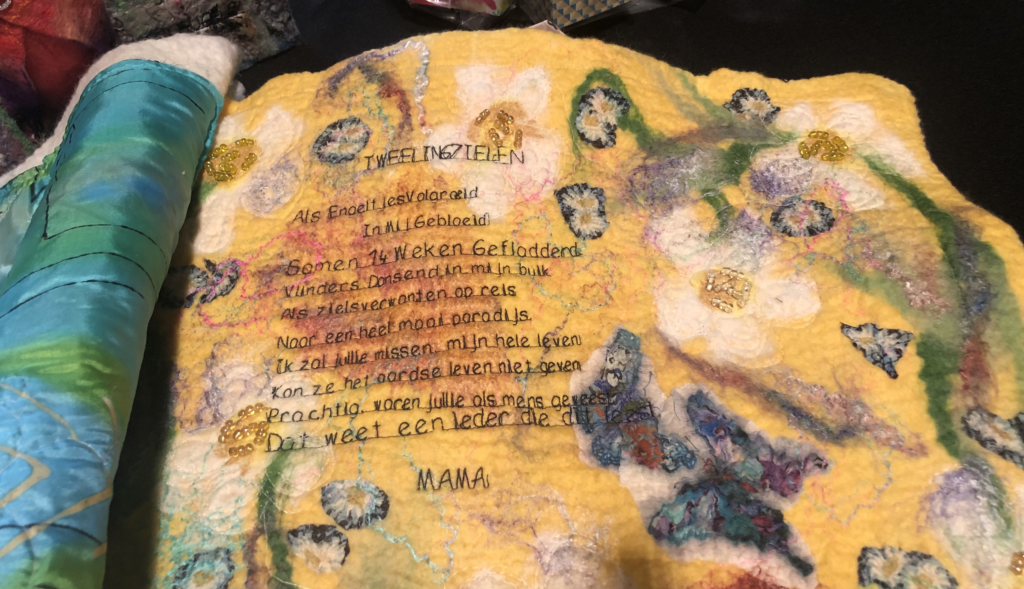 TWEELINGZIELEN
Als Engeltjes Volgroeid
In Mij Gebloeid
Samen 14 Weken Gefladderd
Vlinders Dansend in mijn buik
Als zielsverwanten op reis
Naar een heel mooi paradijs.
Ik zal jullie missen, mijn hele leven
Kon ze het aardse leven niet geven
Prachtig, waren jullie als mens geweest
Dat weet een ieder die dit leest
MAMA